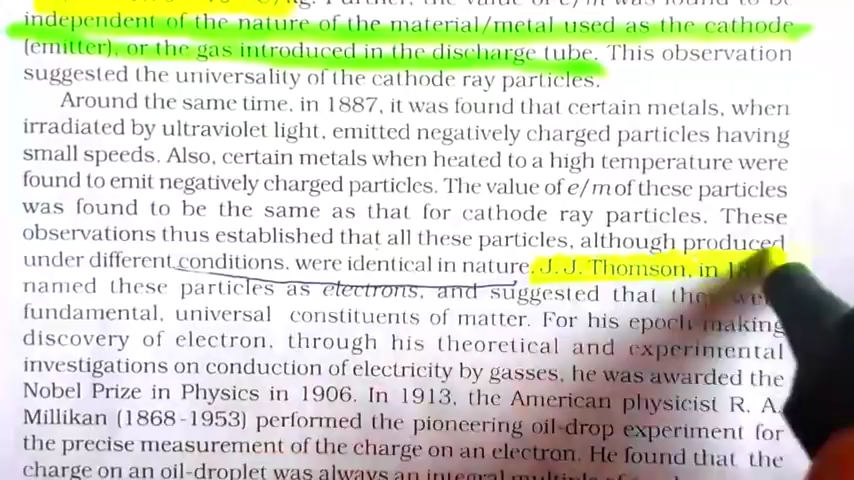 independent of the nature of the material/metal used as the cathode
(emitter), or the gas introduced in the discharge tube. This observation
suggested the universality of the cathode ray particles.
Around the same time, in 1887, it was found that certain metals, when
irradiated by ultraviolet light, emitted negatively charged particles having
small speeds. Also, certain metals when heated to a high temperature were
found to emit negatively charged particles. The value of e/m of these particles
was found to be the same as that for cathode ray particles. These
observations thus established that all these particles, although produced
under different conditions, were identical in nature. J. J. Thomson, in
named these particles as electrons, and suggested that they were
fundamental, universal constituents of matter. For his epoch making
discovery of electron, through his theoretical and experimental
investigations on conduction of electricity by gasses, he was awarded the
Nobel Prize in Physics in 1906. In 1913, the American physicist R. A.
Millikan (1868-1953) performed the pioneering oil-drop experiment for
the precise measurement of the charge on an electron. He found that the
charge on an oil-droplet was always an integral multiple of